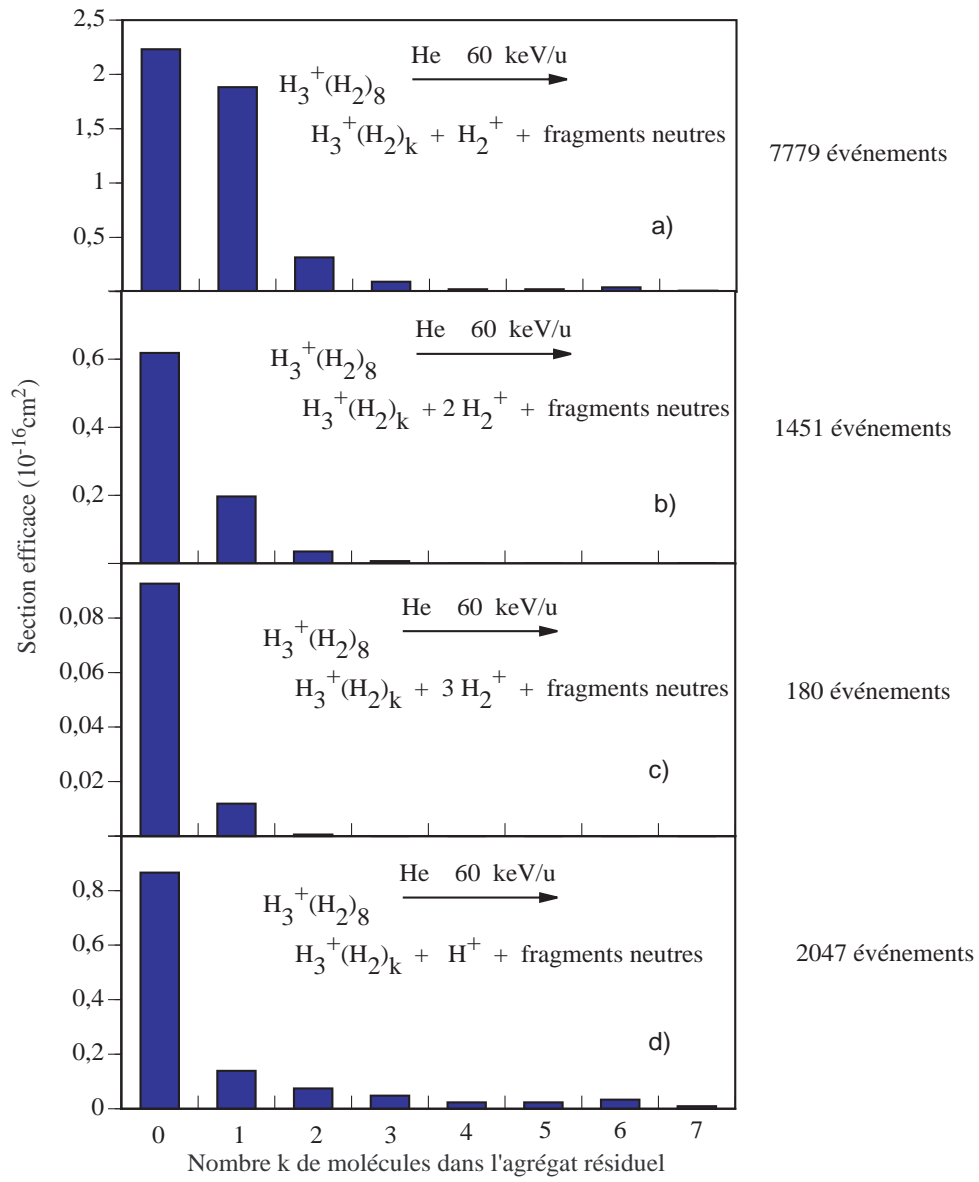 Section efficace (10-16cm2)
2,5
2
1,5
1
0,5
He 60 keV/u
H3+(H2)8
H3+(H2)k + H2+ + fragments neutres
a)
7779 événements
0,6
0,4
0,2
He 60 keV/u
H3+(H2)8
H3+(H2)k + 2 H2+ + fragments neutres
b)
1451 événements
0.08
0.06
0,04
0,02
He 60 keV/u
H3+(H2)8
H3+(H2)k + 3 H2+ + fragments neutres
c)
180 événements
0,8
0,6
0,4
0,2
0
He 60 keV/u
H3+(H2)8
H3+(H2)k + H+ + fragments neutres
d)
2047 événements
0 1 2 3 4 5 6 7
Nombre k de molécules dans l'agrégat résiduel